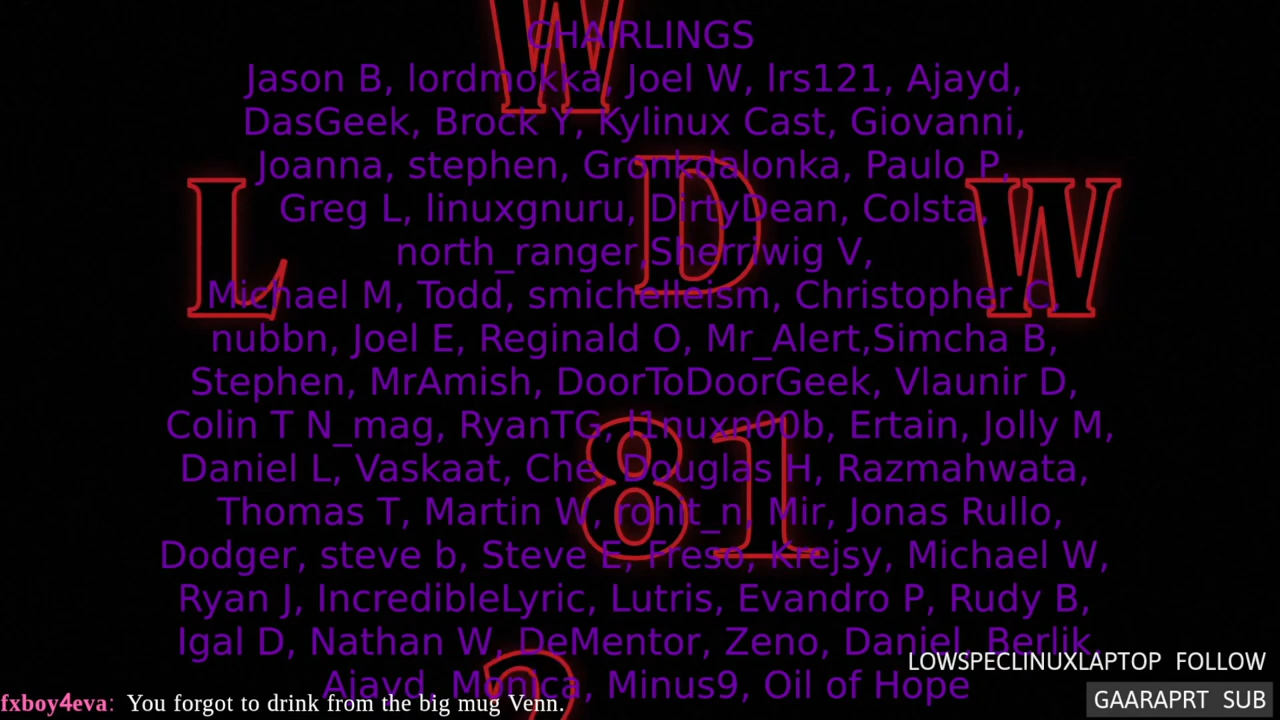 W
CHAIRLINGS
Jason B, lordmokka, Joel W, lrs121, Ajayd,
DasGeek, Brock Y, Kylinux Cast, Giovanni,
Joanna, stephen, Gronkdalonka, Paulo P,
Greg L, linuxgnuru, DirtyDean, Colsta,
L D W
north_ranger,Sherriwig V,
Michael M, Todd, smichelleism, Christopher C,
nubbn, Joel E, Reginald O, Mr_Alert,Simcha B,
Stephen, MrAmish, DoorToDoorGeek, Vlaunir D,
Colin T N_mag, RyanTG, l1nuxn00b, Ertain, Jolly M,
Daniel L, Vaskaat, Che, Douglas H, Razmahwata,
81
Thomas T, Martin W, rohit_n, Mir, Jonas Rullo,
Dodger, steve b, Steve E, Freso, Krejsy, Michael W,
Ryan J, IncredibleLyric, Lutris, Evandro P, Rudy B,
Igal D, Nathan W, DeMentor, Zeno, Daniel, Berlik,
LOWSPECLINUXLAPTOP FOLLOW
Ajayd, Monica, Minus9, Oil of Hope
GAARAPRT SUB
fxboy4eva: You forgot to drink from the big mug Venn.